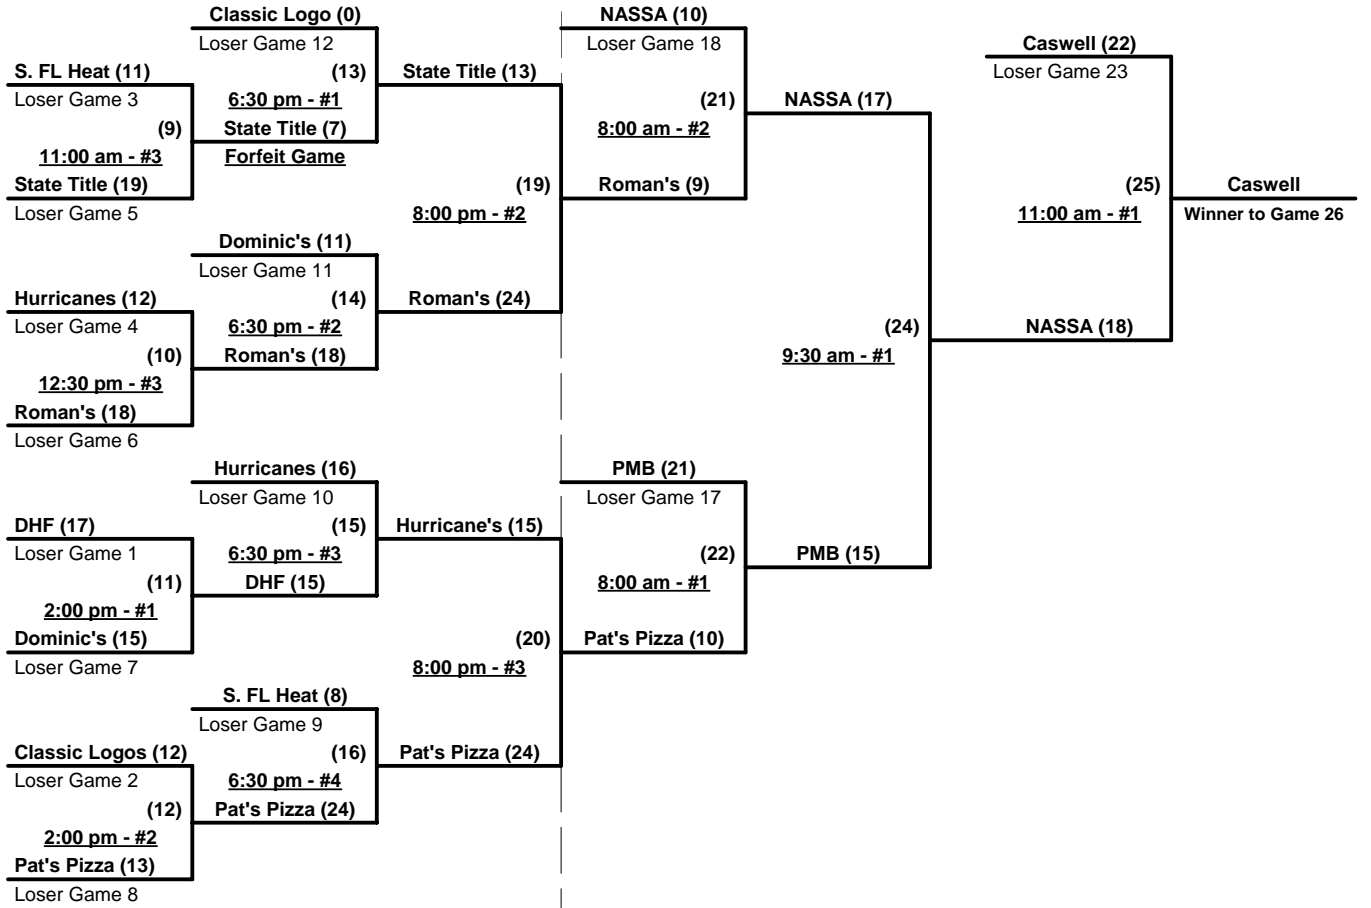 Classic Logo (0)
NASSA (10)
Loser Game 12
Loser Game 18
Caswell (22)
S. FL Heat (11)
(13)
State Title (13)
Loser Game 23
Loser Game 3
6:30 pm - #1
(21)
NASSA (17)
(9)
State Title (7)
8:00 am - #2
11:00 am - #3
Forfeit Game
State Title (19)
(19)
Roman's (9)
(25)
Caswell
Loser Game 5
8:00 pm - #2
11:00 am - #1
Winner to Game 26
Dominic's (11)
Loser Game 11
Hurricanes (12)
(14)
Roman's (24)
Loser Game 4
6:30 pm - #2
(24)
NASSA (18)
(10)
Roman's (18)
9:30 am - #1
12:30 pm - #3
Roman's (18)
Loser Game 6
Hurricanes (16)
PMB (21)
Loser Game 10
Loser Game 17
DHF (17)
(15)
Hurricane's (15)
Loser Game 1
6:30 pm - #3
(22)
PMB (15)
(11)
DHF (15)
8:00 am - #1
2:00 pm - #1
Dominic's (15)
(20)
Pat's Pizza (10)
Loser Game 7
8:00 pm - #3
S. FL Heat (8)
Loser Game 9
Classic Logos (12)
(16)
Pat's Pizza (24)
Loser Game 2
6:30 pm - #4
(12)
Pat's Pizza (24)
2:00 pm - #2
Pat's Pizza (13)
Loser Game 8